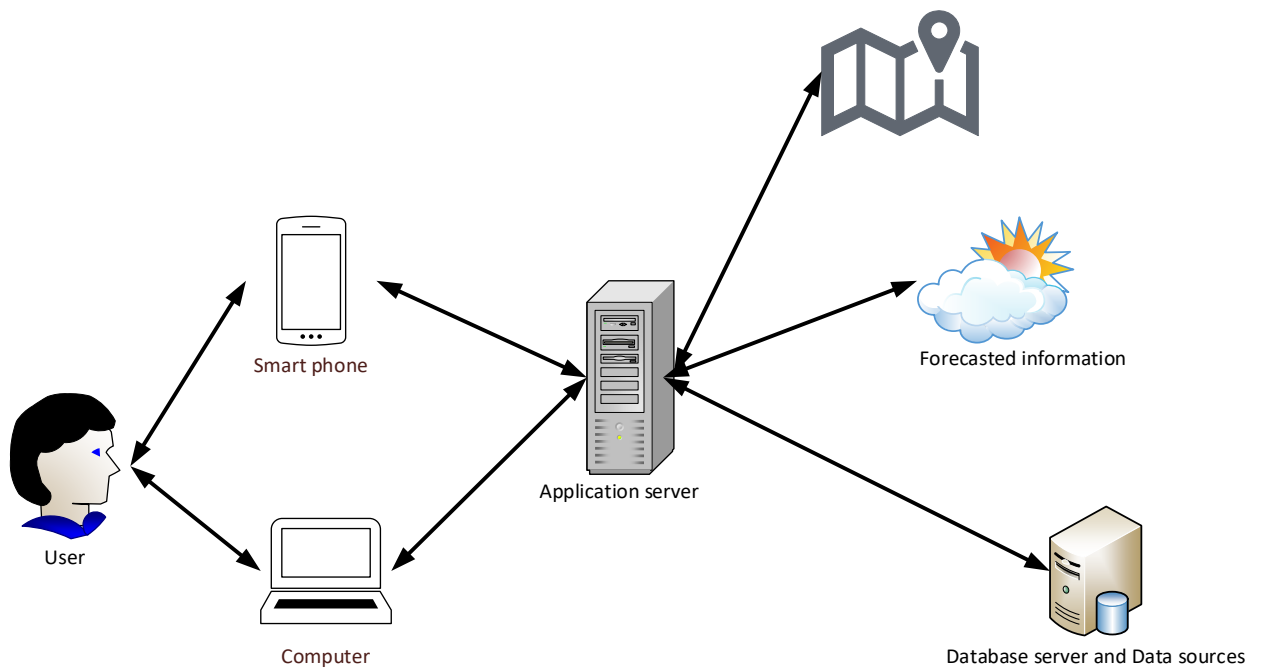 Smart phone
Forecasted information
Application server
User
Computer
Database server and Data sources